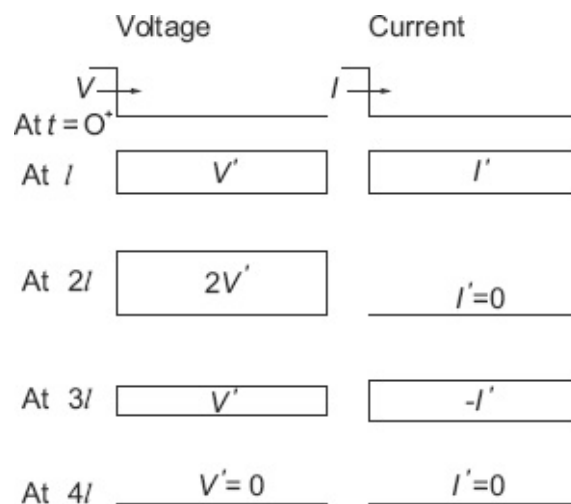 Voltage Current
V I
At t = O⁺
At l V' I'
At 2l 2V' I'=0
At 3l V' -I'
At 4l V'= 0 I'=0